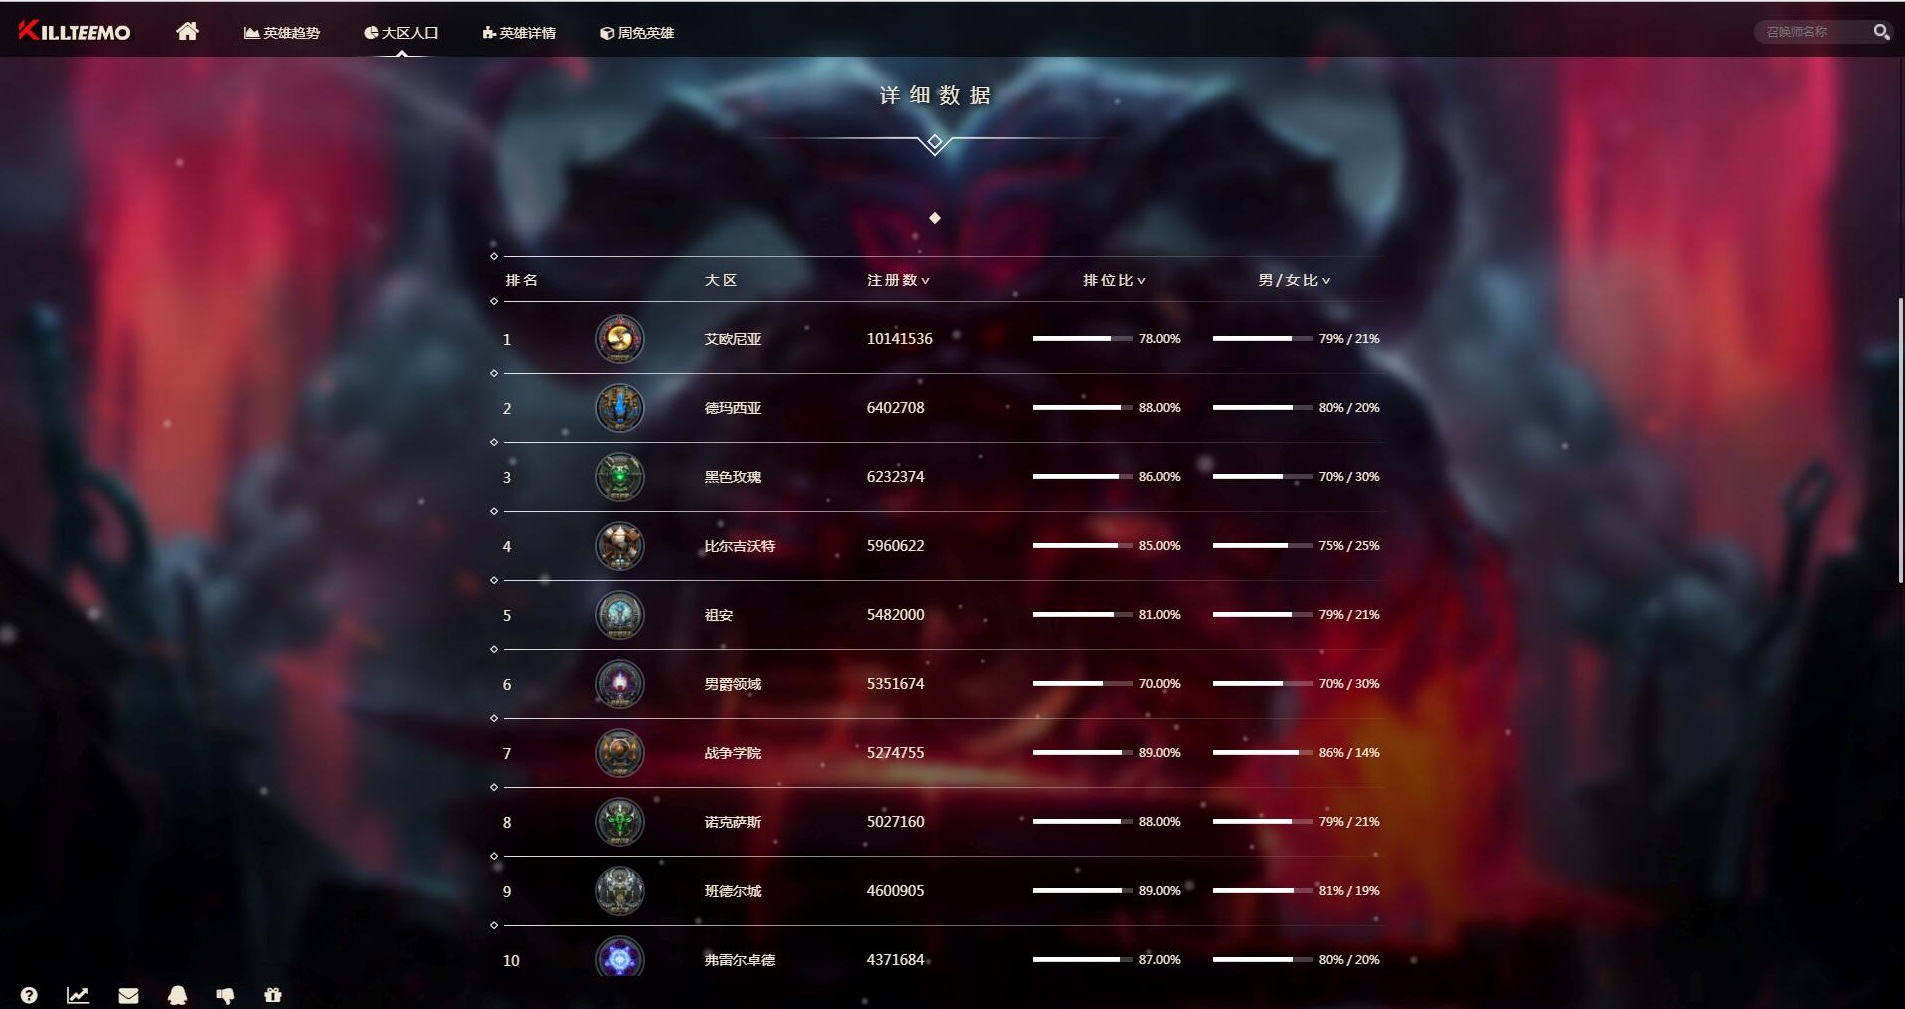 KILLTEEMO 英雄趋势 大区人口 英雄详情 周免英雄 召唤师名称
详细数据
排名 大区 注册数 排位比 男/女比
1 艾欧尼亚 10141536 78.00% 79% / 21%
2 德玛西亚 6402708 88.00% 80% / 20%
3 黑色玫瑰 6232374 86.00% 70% / 30%
4 比尔吉沃特 5960622 85.00% 75% / 25%
5 祖安 5482000 81.00% 79% / 21%
6 男爵领域 5351674 70.00% 70% / 30%
7 战争学院 5274755 89.00% 86% / 14%
8 诺克萨斯 5027160 88.00% 79% / 21%
9 班德尔城 4600905 89.00% 81% / 19%
10 弗雷尔卓德 4371684 87.00% 80% / 20%